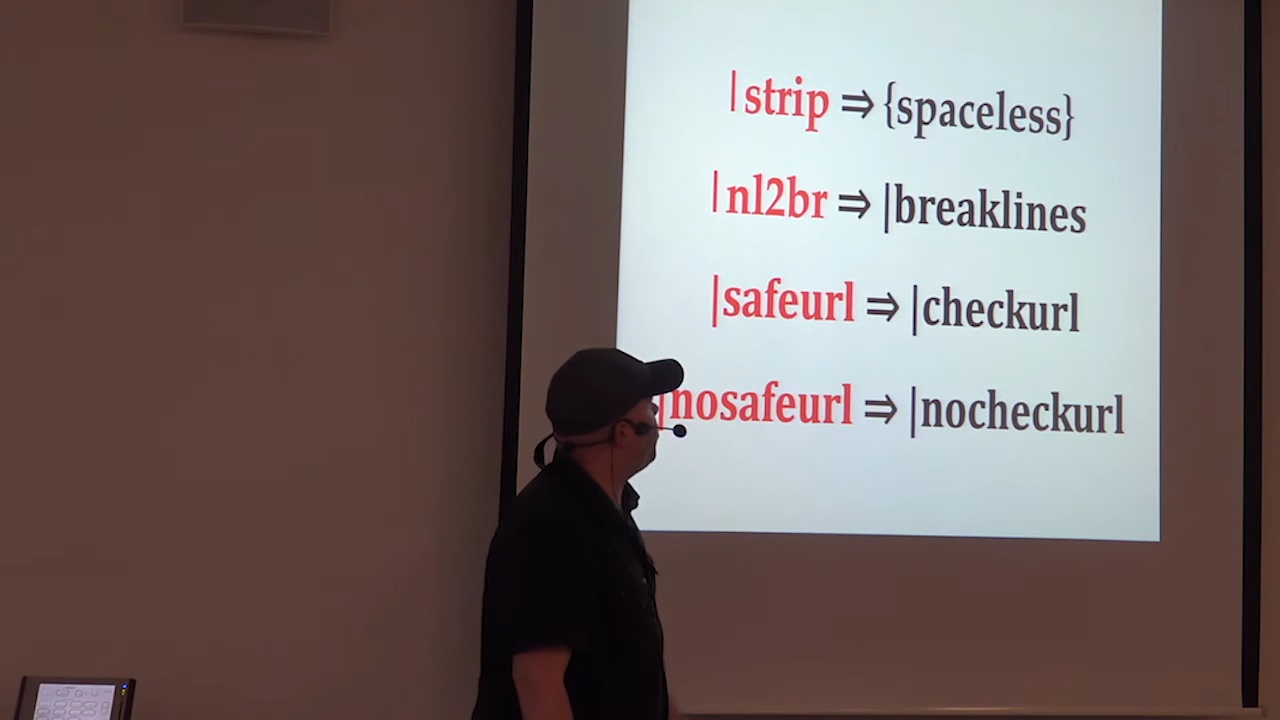 |strip ⇒ {spaceless}
|nl2br ⇒ |breaklines
|safeurl ⇒ |checkurl
|nosafeurl ⇒ |nocheckurl